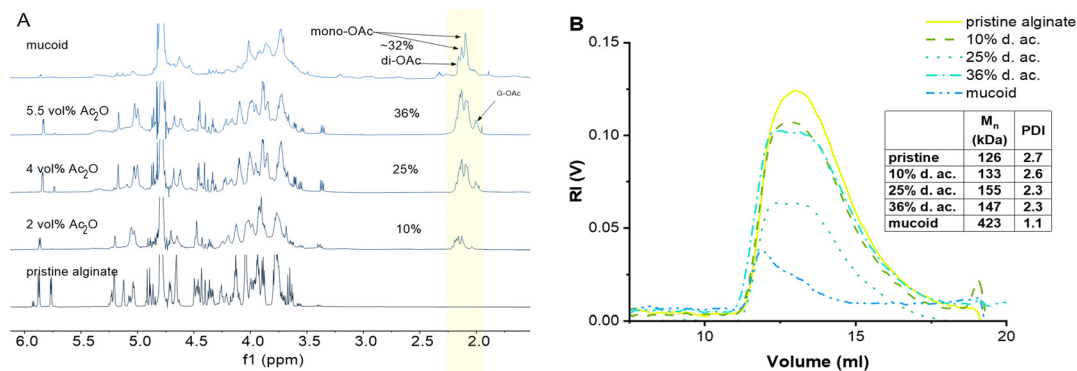 A
mucoid
mono-OAc
~32%
di-OAc
5.5 vol% Ac2O
36%
G-OAc
4 vol% Ac2O
25%
2 vol% Ac2O
10%
pristine alginate
6.0 5.5 5.0 4.5 4.0 3.5 3.0 2.5 2.0
f1 (ppm)
B
pristine alginate
10% d. ac.
25% d. ac.
36% d. ac.
mucoid
0.15
0.10
0.05
0.00
RI (V)
10 15 20
Volume (ml)
Mn (kDa) PDI
pristine 126 2.7
10% d. ac. 133 2.6
25% d. ac. 155 2.3
36% d. ac. 147 2.3
mucoid 423 1.1